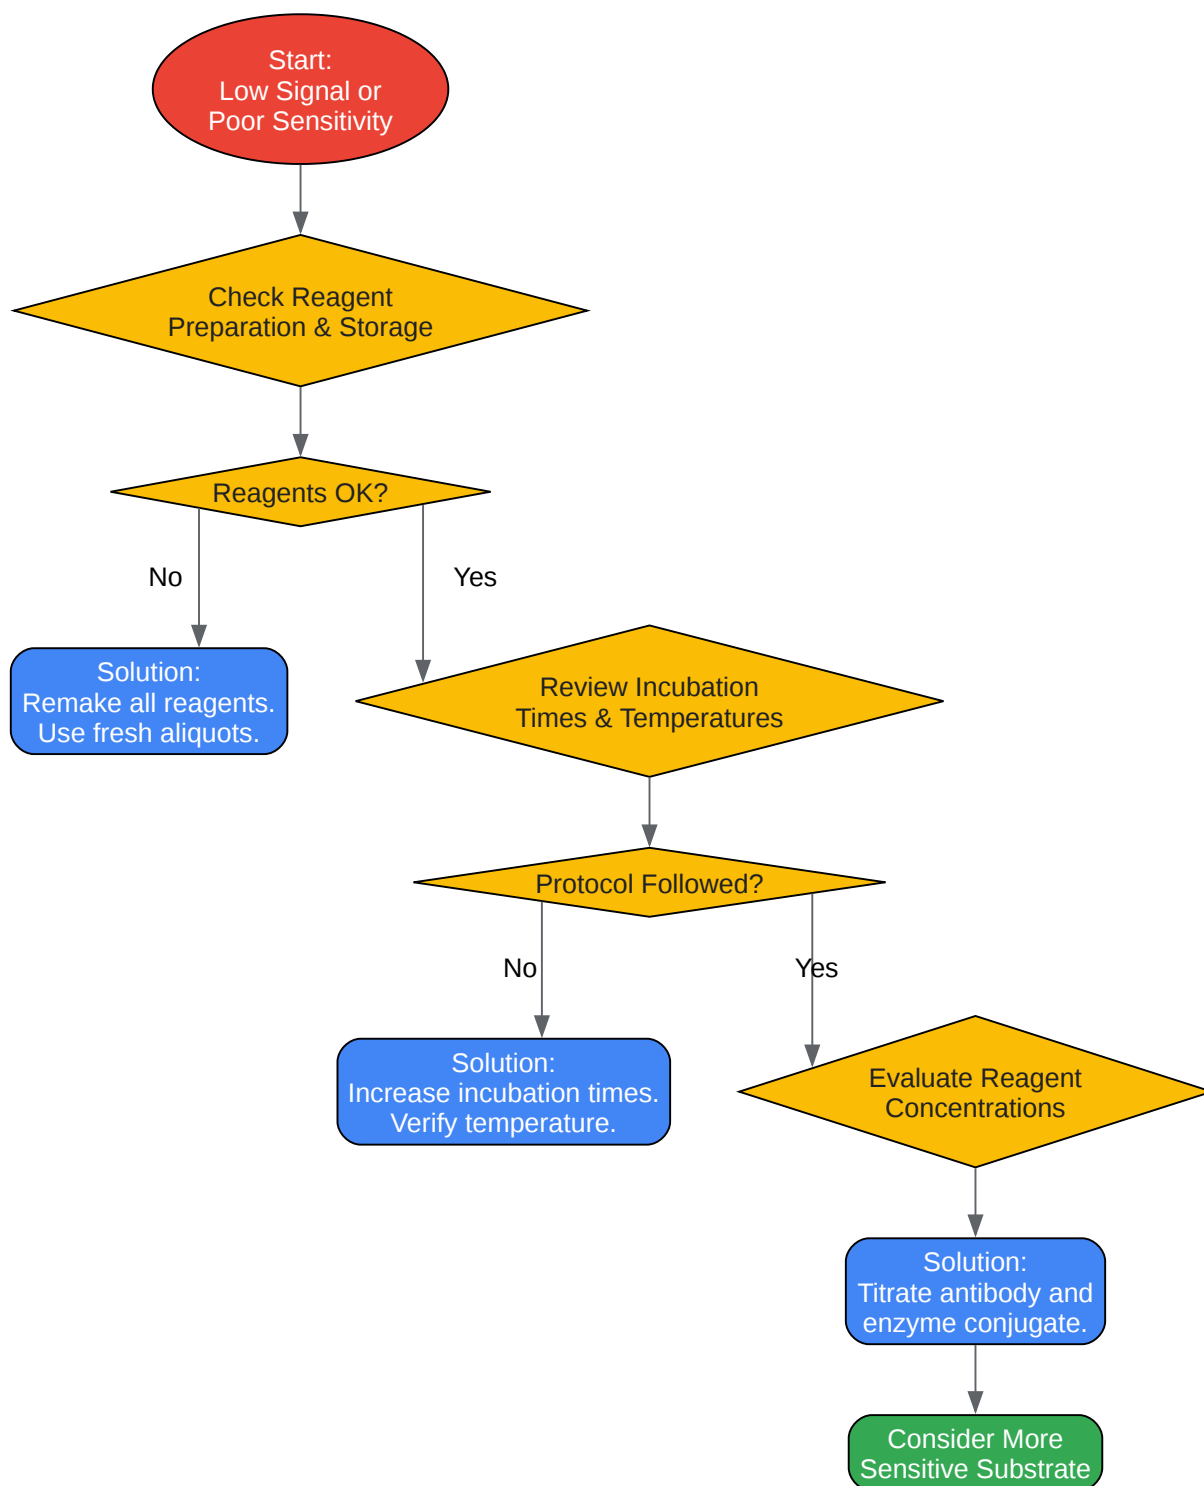 Start:
Low Signal or
Poor Sensitivity
Check Reagent
Preparation & Storage
Reagents OK?
No
Yes
Solution:
Remake all reagents.
Use fresh aliquots.
Review Incubation
Times & Temperatures
Protocol Followed?
No
Yes
Solution:
Increase incubation times.
Verify temperature.
Evaluate Reagent
Concentrations
Solution:
Titrate antibody and
enzyme conjugate.
Consider More
Sensitive Substrate